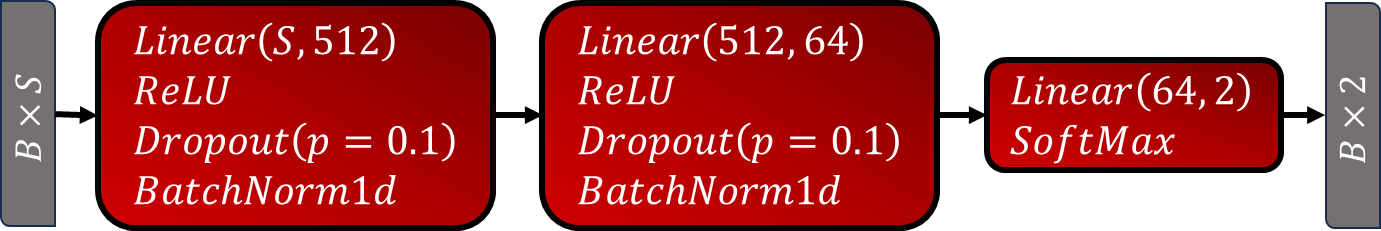 B × S
Linear(S, 512)
ReLU
Dropout(p = 0.1)
BatchNorm1d
Linear(512, 64)
ReLU
Dropout(p = 0.1)
BatchNorm1d
Linear(64, 2)
SoftMax
B × 2